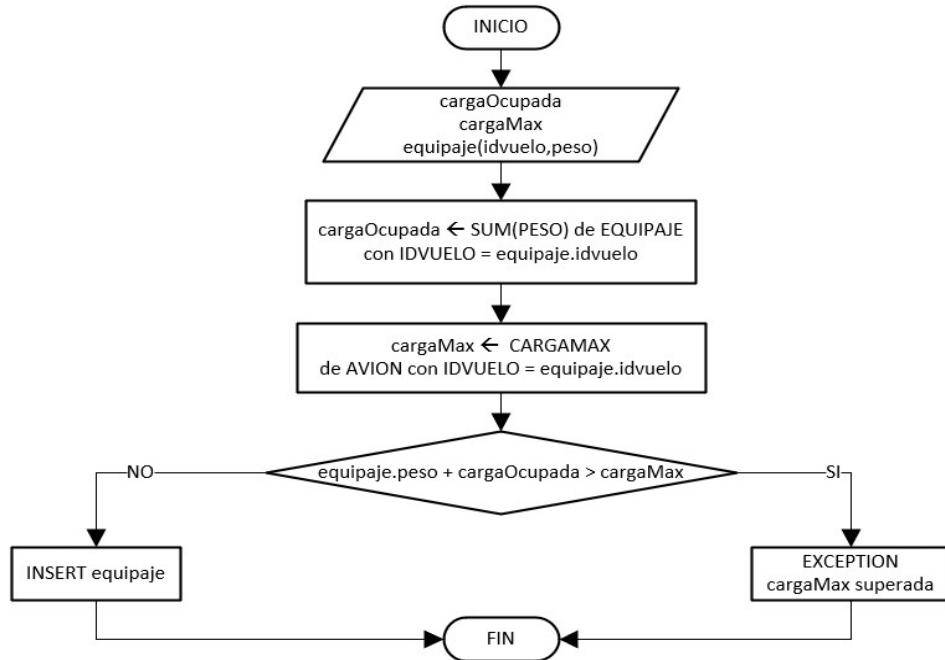 INICIO
cargaOcupada
cargaMax
equipaje(idvuelo,peso)
cargaOcupada ← SUM(PESO) de EQUIPAJE
con IDVUELO = equipaje.idvuelo
cargaMax ← CARGAMAX
de AVION con IDVUELO = equipaje.idvuelo
equipaje.peso + cargaOcupada > cargaMax
NO
SI
INSERT equipaje
EXCEPTION
cargaMax superada
FIN